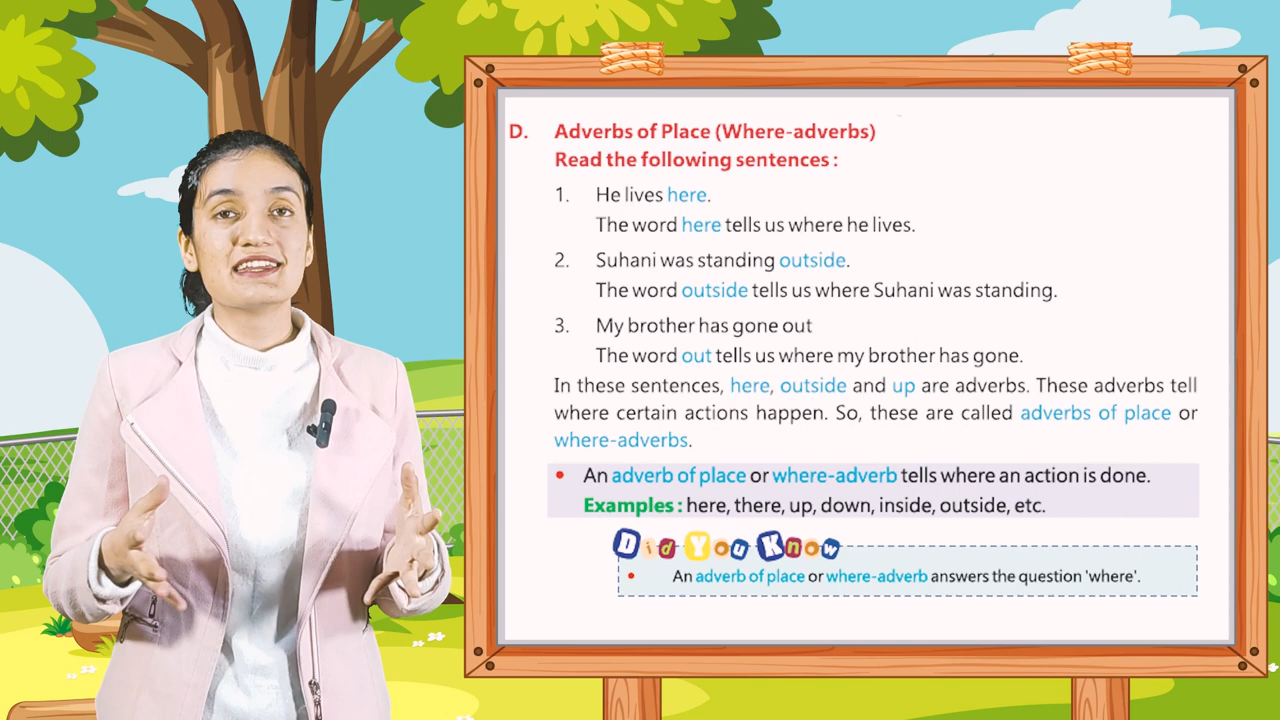 D. Adverbs of Place (Where-adverbs)
Read the following sentences :
1. He lives here.
The word here tells us where he lives.
2. Suhani was standing outside.
The word outside tells us where Suhani was standing.
3. My brother has gone out
The word out tells us where my brother has gone.
In these sentences, here, outside and up are adverbs. These adverbs tell
where certain actions happen. So, these are called adverbs of place or
where-adverbs.
• An adverb of place or where-adverb tells where an action is done.
Examples : here, there, up, down, inside, outside, etc.
Did You Know
• An adverb of place or where-adverb answers the question 'where'.